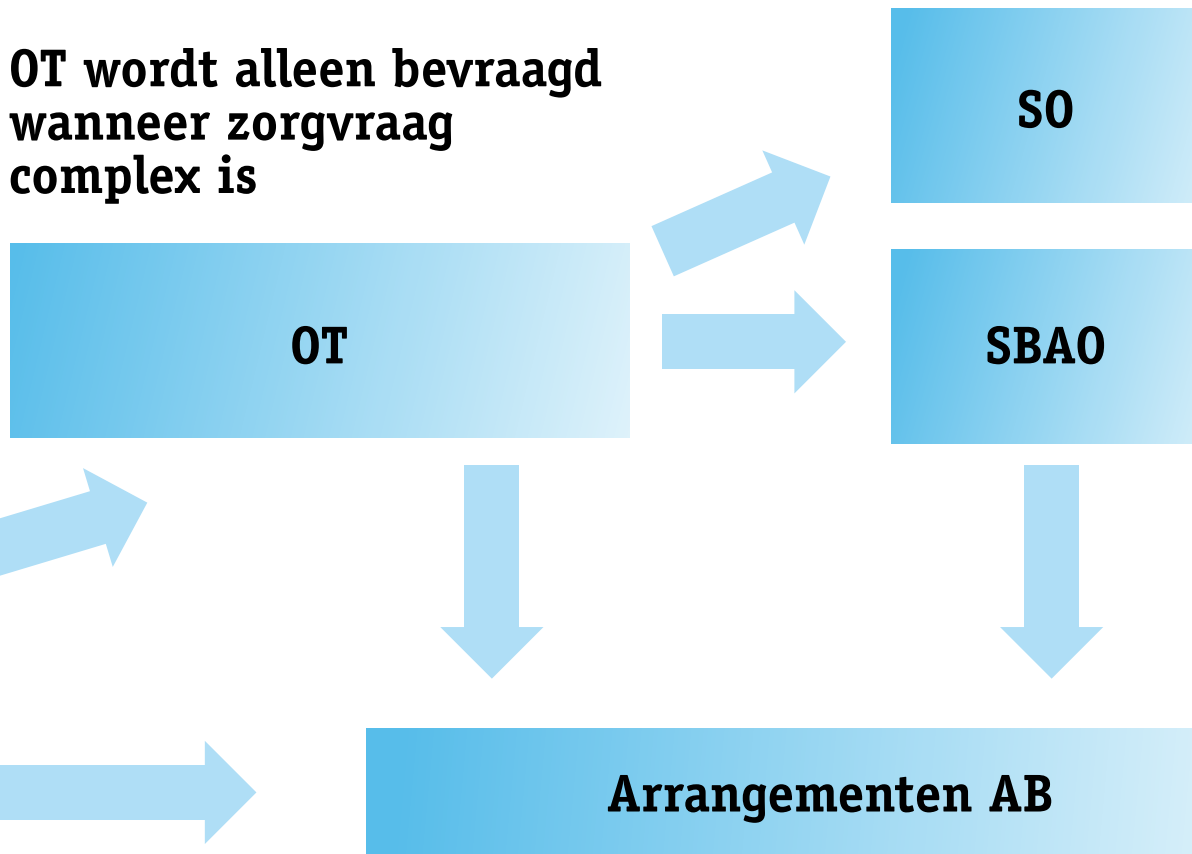 OT wordt alleen bevraagd
wanneer zorgvraag
complex is
SO
OT
SBAO
Arrangementen AB